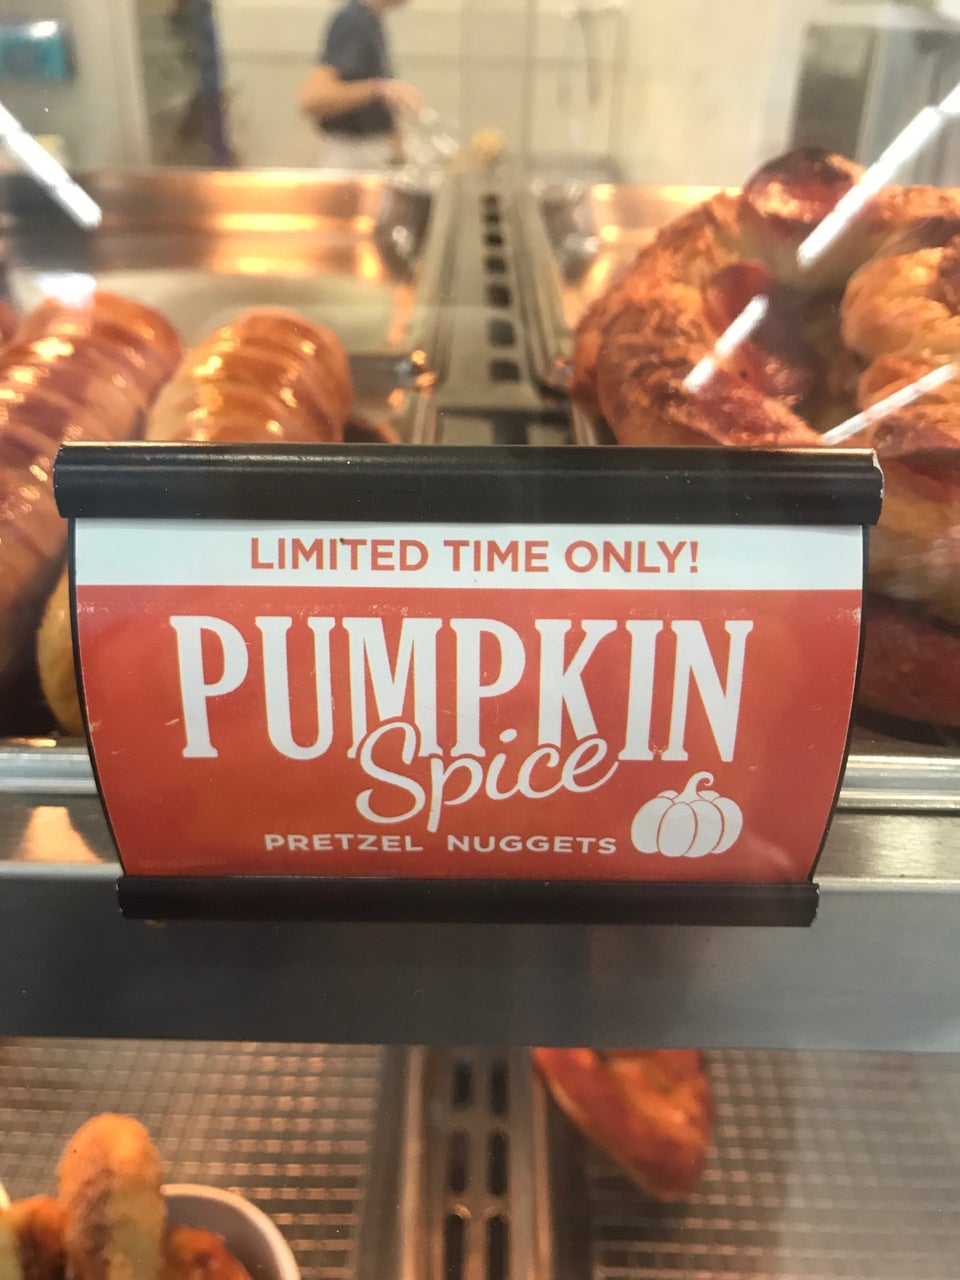 LIMITED TIME ONLY!
PUMPKIN
Spice
PRETZEL NUGGETS